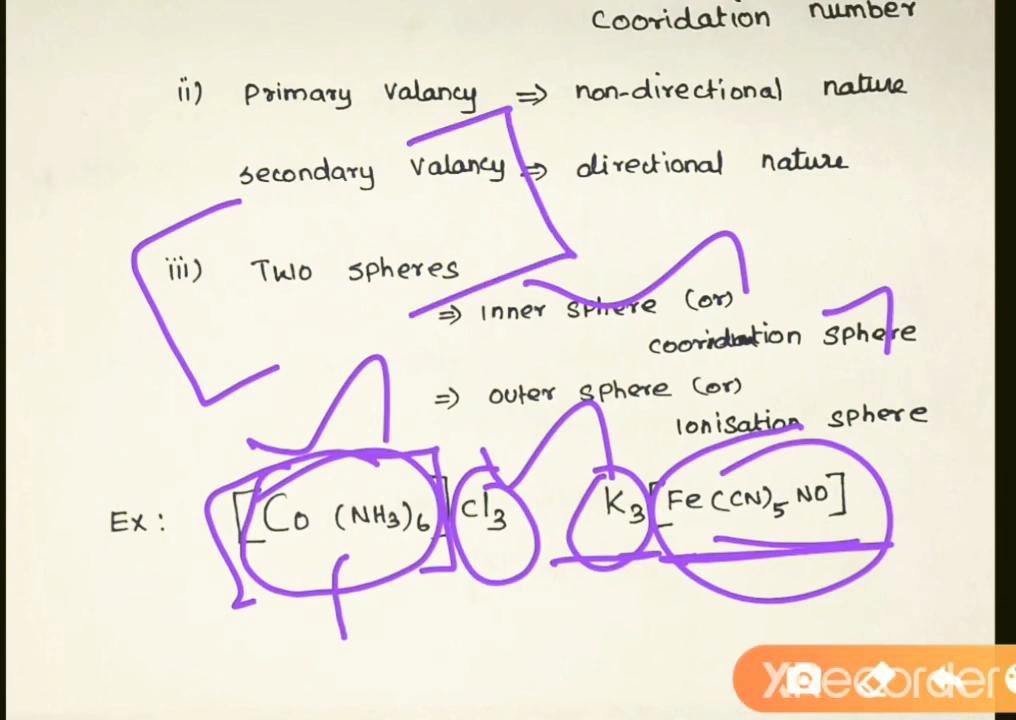 cooridation number
ii) primary valancy ⇒ non-directional nature
secondary valancy ⇒ directional nature
iii) Two spheres
⇒ inner sphere (or)
cooridation sphere
⇒ outer sphere (or)
ionisation sphere
Ex: [Co (NH3)6] Cl3 K3 [Fe(CN)5 NO]
XRecorder